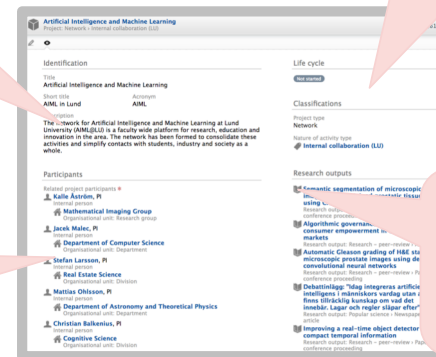 Artificial Intelligence and Machine Learning
Project: Network › Internal collaboration (LU)
Identification
Title
Artificial Intelligence and Machine Learning
Short title
Acronym
AIML in Lund
AIML
The network for Artificial Intelligence and Machine Learning at Lund
University (AIML@LU) is a faculty wide platform for research, education and
innovation in the area. The network has been formed to consolidate these
activities and simplify contacts with students, industry and society as a
whole.
Participants
Related project participants *
Kalle Åström, PI
Internal person
Mathematical Imaging Group
Organisational unit: Research group
Jacek Malec, PI
Internal person
Department of Computer Science
Organisational unit: Department
Stefan Larsson, PI
Internal person
Real Estate Science
Organisational unit: Division
Mattias Ohlsson, PI
Internal person
Department of Astronomy and Theoretical Physics
Organisational unit: Department
Christian Balkenius, PI
Internal person
Cognitive Science
Organisational unit: Division
Life cycle
Not started
Classifications
Project type
Network
Nature of activity type
Internal collaboration (LU)
Research outputs
Semantic segmentation of microscopic
using
Research output
conference proceeding
Algorithmic governance
consumer empowerment
markets
Research output: Research › peer-review ›
Automatic Gleason grading of H&E
microscopic prostate images using
convolutional neural networks
Research output: Research › peer-review ›
conference proceeding
Debattinlägg: "Idag integreras
intelligens i människors vardag utan
finns tillräcklig kunskap om vad det
innebär. Lagar och regler släpar efter"
Research output: Popular science › Newspaper
article
Improving a real-time object detector
compact temporal information
Research output: Research › peer-review ›
conference proceeding